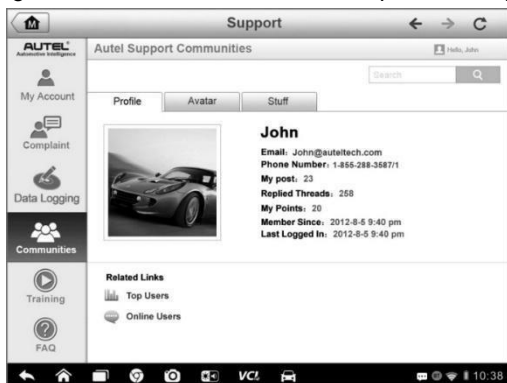 Support
AUTEL
Automotive Intelligence
Autel Support Communities
Hello, John
Search
My Account
Profile
Avatar
Stuff
John
Email: John@auteltech.com
Phone Number: 1-855-288-3587/1
My post: 23
Replied Threads: 258
My Points: 20
Member Since: 2012-8-5 9:40 pm
Last Logged In: 2012-8-5 9:40 pm
Complaint
Data Logging
Communities
Related Links
Top Users
Online Users
Training
FAQ
VCI
10:38